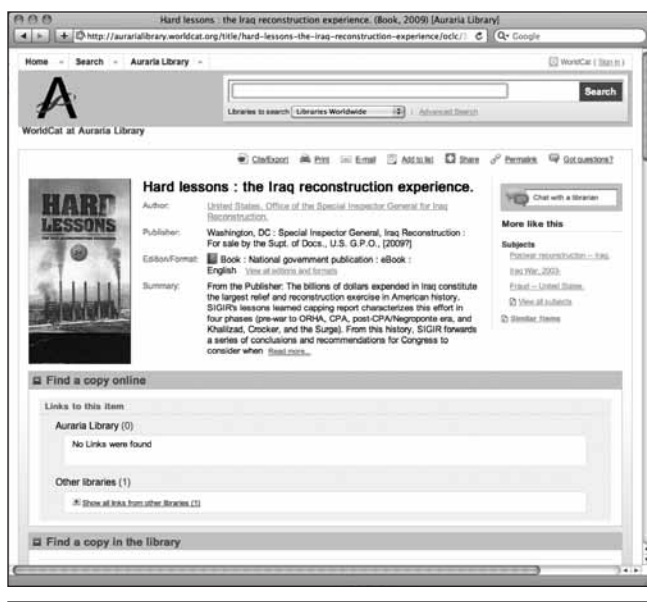 Hard lessons : the Iraq reconstruction experience. (Book, 2009) [Auraria Library]
http://aurarialibrary.worldcat.org/title/hard-lessons-the-iraq-reconstruction-experience/oclc/
Google
Home Search Auraria Library
WorldCat ( Sign in )
Search
Libraries to search Libraries Worldwide Advanced Search
WorldCat at Auraria Library
Cite/Export Print E-mail Add to list Share Permalink Got questions?
HARD LESSONS
Hard lessons : the Iraq reconstruction experience.
Author: United States. Office of the Special Inspector General for Iraq
Reconstruction.
Publisher: Washington, DC : Special Inspector General, Iraq Reconstruction :
For sale by the Supt. of Docs., U.S. G.P.O., [2009?]
Edition/Format: Book : National government publication : eBook :
English View all editions and formats
Summary: From the Publisher: The billions of dollars expended in Iraq constitute
the largest relief and reconstruction exercise in American history.
SIGIR's lessons learned capping report characterizes this effort in
four phases (pre-war to ORHA, CPA, post-CPA/Negroponte era, and
Khalilzad, Crocker, and the Surge). From this history, SIGIR forwards
a series of conclusions and recommendations for Congress to
consider when Read more...
Chat with a librarian
More like this
Subjects
Postwar reconstruction -- Iraq.
Iraq War, 2003-
Fraud -- United States.
View all subjects
Similar Items
Find a copy online
Links to this item
Auraria Library (0)
No Links were found
Other libraries (1)
Show all links from other libraries (1)
Find a copy in the library